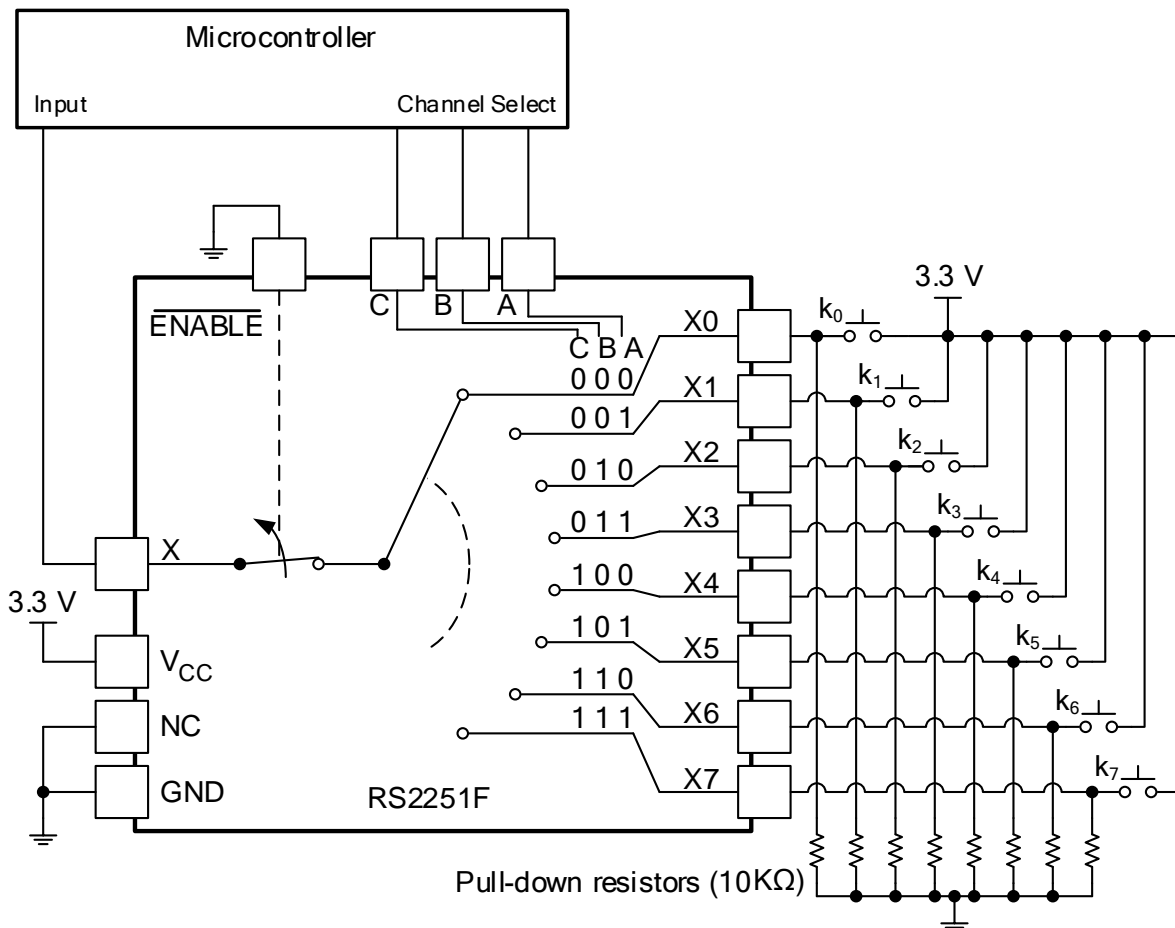 Microcontroller
Input
Channel Select
3.3 V
ENABLE
C
B
A
C B A
X0
k0
0 0 0
X1
k1
0 0 1
X2
k2
0 1 0
X3
k3
0 1 1
X
X4
k4
1 0 0
3.3 V
X5
k5
1 0 1
VCC
X6
k6
1 1 0
NC
1 1 1
X7
k7
GND
RS2251F
Pull-down resistors (10KΩ)